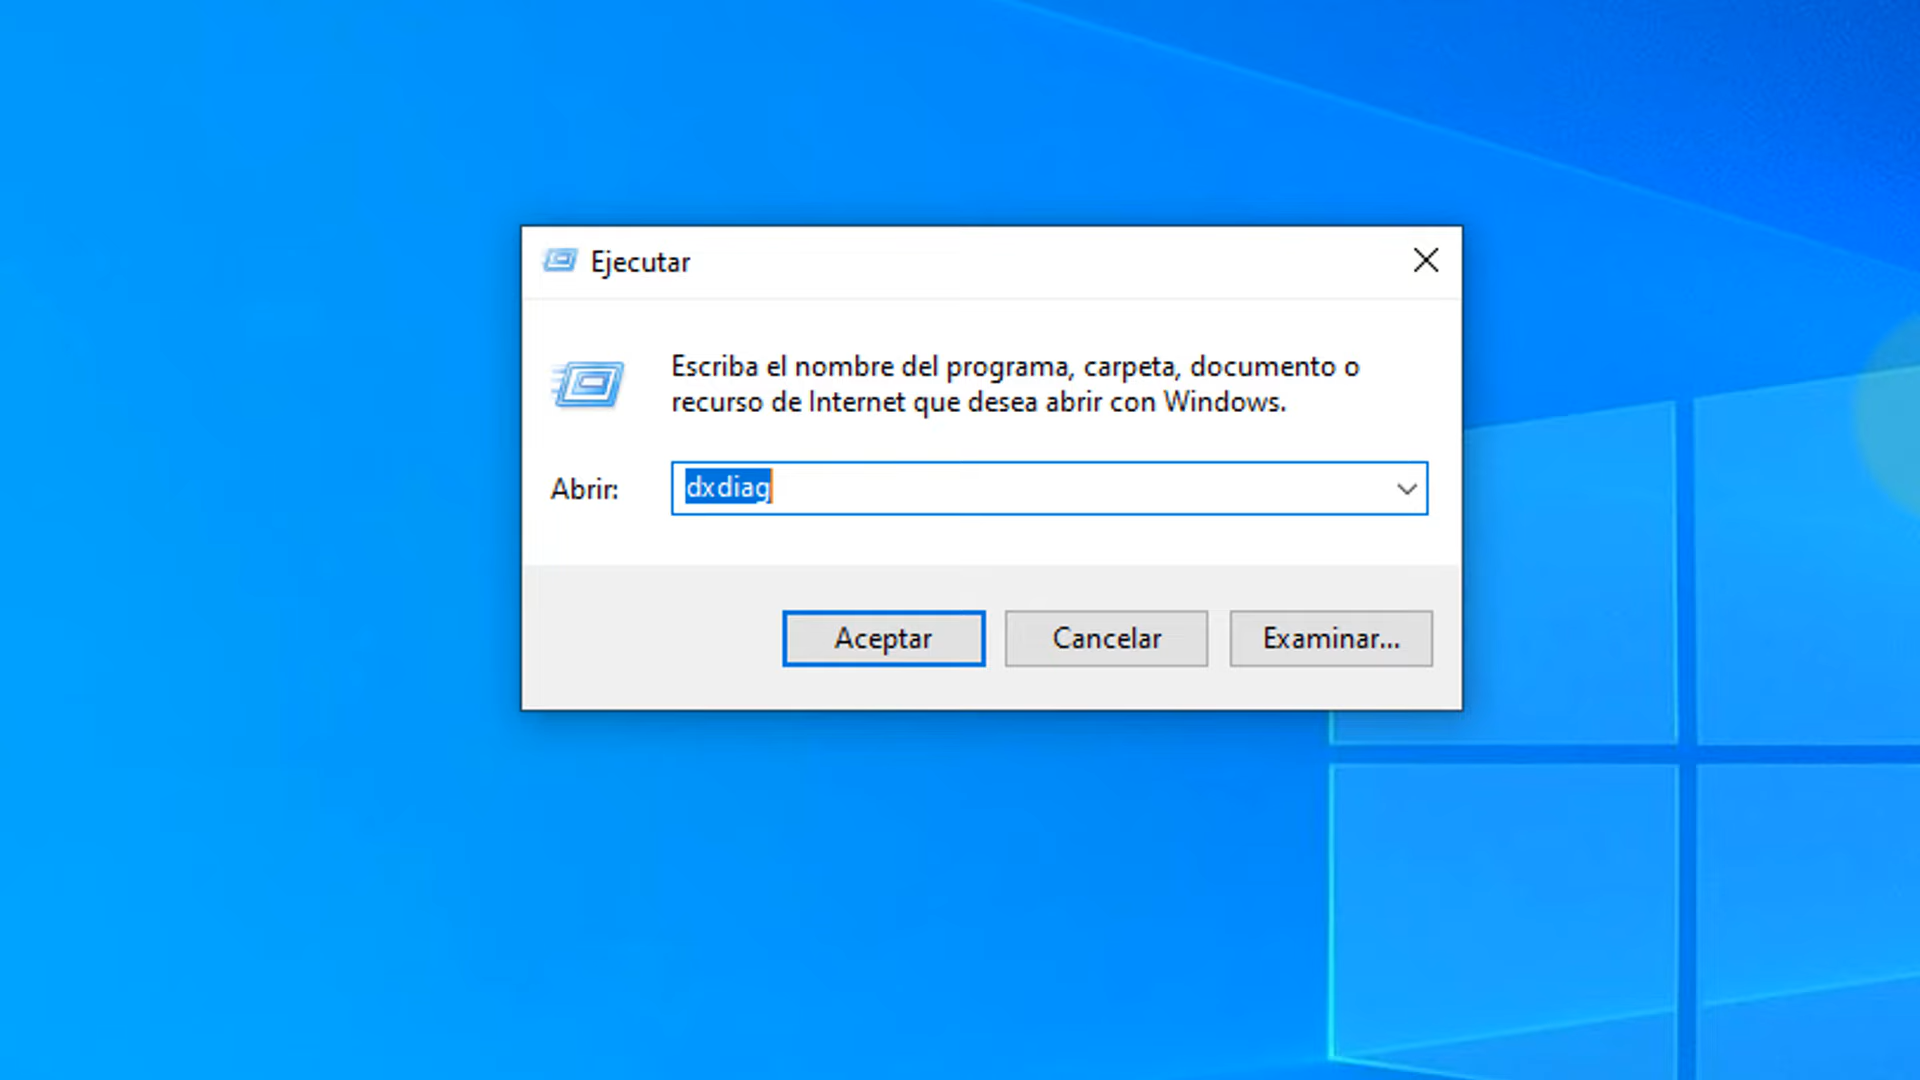 Ejecutar
Escriba el nombre del programa, carpeta, documento o
recurso de Internet que desea abrir con Windows.
Abrir: dxdiag
Aceptar Cancelar Examinar...